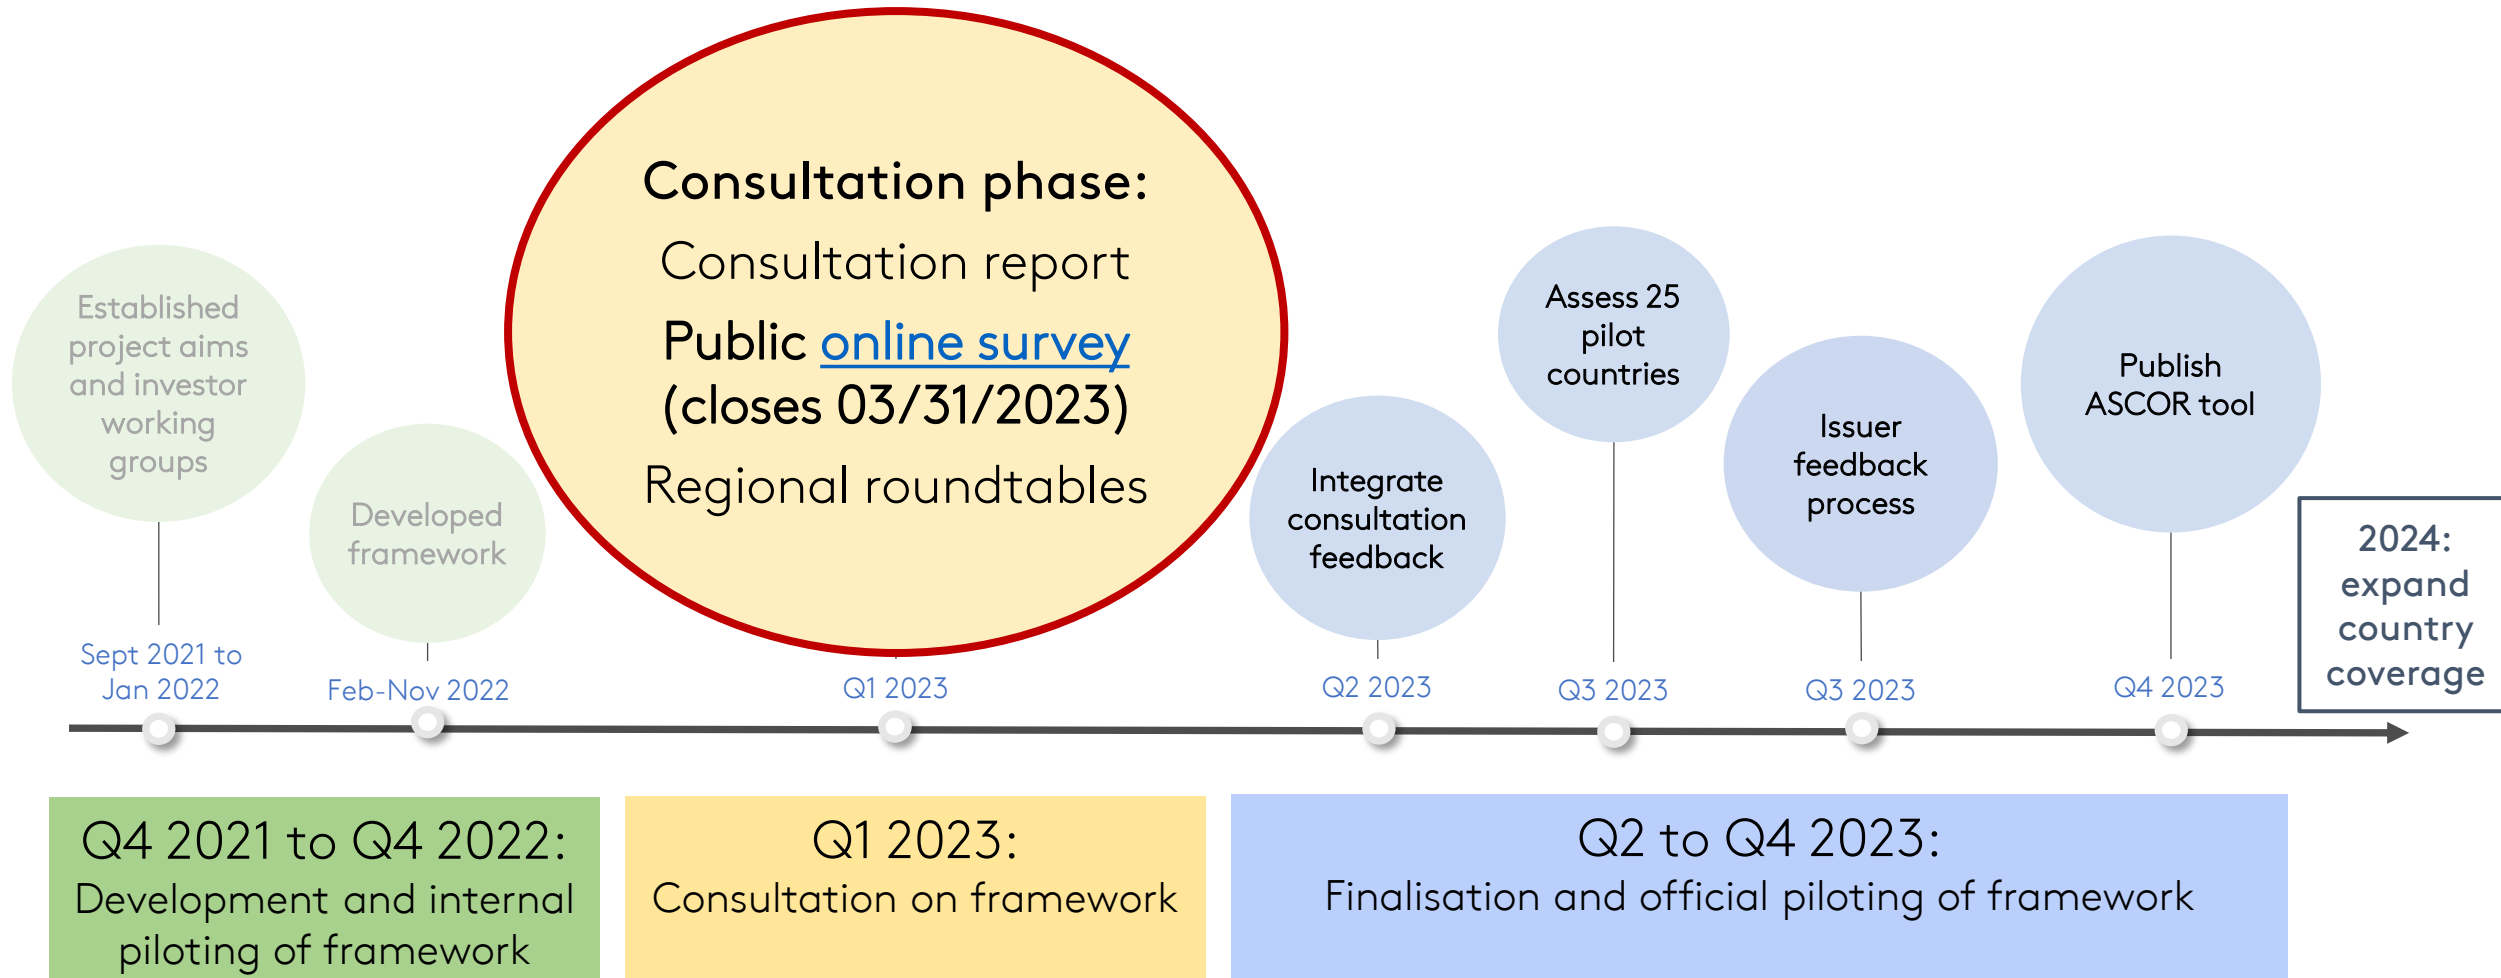 Established
project aims
and investor
working
groups
Sept 2021 to
Jan 2022
Developed
framework
Feb-Nov 2022
Consultation phase:
Consultation report
Public online survey
(closes 03/31/2023)
Regional roundtables
Q1 2023
Integrate
consultation
feedback
Q2 2023
Assess 25
pilot
countries
Q3 2023
Issuer
feedback
process
Q3 2023
Publish
ASCOR tool
Q4 2023
2024:
expand
country
coverage
Q4 2021 to Q4 2022:
Development and internal
piloting of framework
Q1 2023:
Consultation on framework
Q2 to Q4 2023:
Finalisation and official piloting of framework